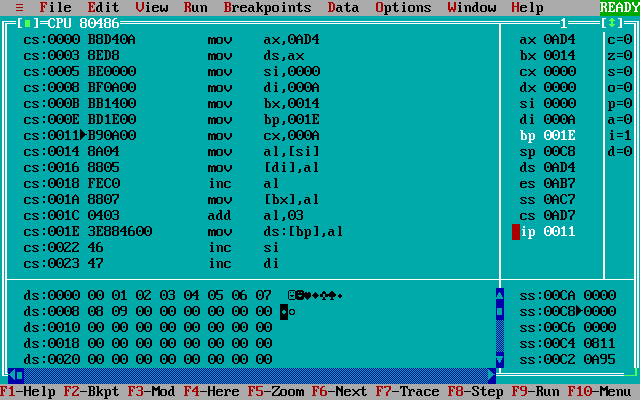 ≡ File Edit View Run Breakpoints Data Options Window Help READY
[■]=CPU 80486 1 [↕]
cs:0000 B8D40A mov ax,0AD4 ax 0AD4 c=0
cs:0003 8ED8 mov ds,ax bx 0014 z=0
cs:0005 BE0000 mov si,0000 cx 0000 s=0
cs:0008 BF0A00 mov di,000A dx 0000 o=0
cs:000B BB1400 mov bx,0014 si 0000 p=0
cs:000E BD1E00 mov bp,001E di 000A a=0
cs:0011►B90A00 mov cx,000A bp 001E i=1
cs:0014 8A04 mov al,[si] sp 00C8 d=0
cs:0016 8805 mov [di],al ds 0AD4
cs:0018 FEC0 inc al es 0AB7
cs:001A 8807 mov [bx],al ss 0AC7
cs:001C 0403 add al,03 cs 0AD7
cs:001E 3E884600 mov ds:[bp],al ip 0011
cs:0022 46 inc si
cs:0023 47 inc di
ds:0000 00 01 02 03 04 05 06 07 ☺☻♥♦♣♠• ss:00CA 0000
ds:0008 08 09 00 00 00 00 00 00 ◘○ ss:00C8►0000
ds:0010 00 00 00 00 00 00 00 00 ss:00C6 0000
ds:0018 00 00 00 00 00 00 00 00 ss:00C4 0811
ds:0020 00 00 00 00 00 00 00 00 ss:00C2 0A95
F1-Help F2-Bkpt F3-Mod F4-Here F5-Zoom F6-Next F7-Trace F8-Step F9-Run F10-Menu